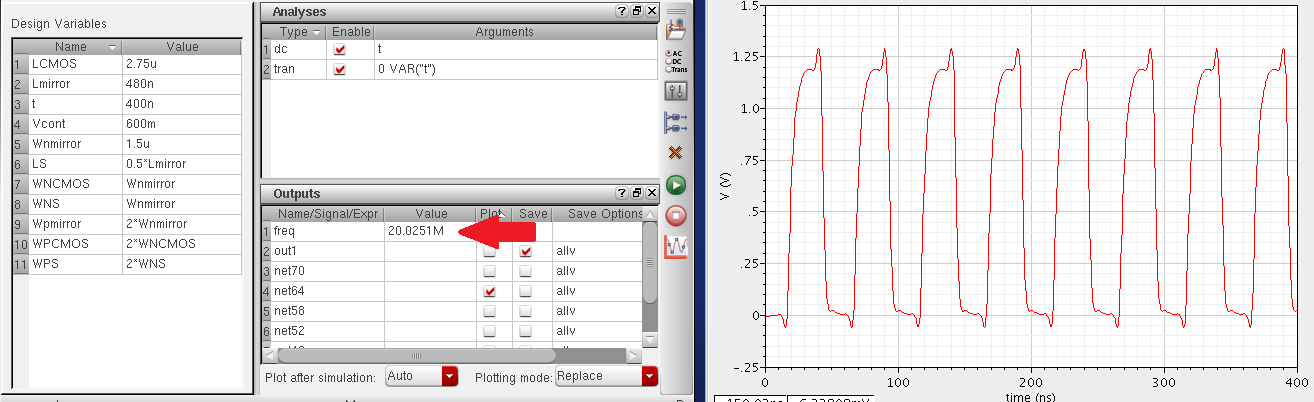 Design Variables
Name Value
1 LCMOS 2.75u
2 Lmirror 480n
3 t 400n
4 Vcont 600m
5 Wnmirror 1.5u
6 LS 0.5*Lmirror
7 WNCMOS Wnmirror
8 WNS Wnmirror
9 Wpmirror 2*Wnmirror
10 WPCMOS 2*WNCMOS
11 WPS 2*WNS
Analyses
Type Enable Arguments
1 dc t
2 tran 0 VAR("t")
Outputs
Name/Signal/Expr Value Plot Save Save Options
1 freq 20.0251M
2 out1 allv
3 net70 allv
4 net64 allv
5 net58 allv
6 net52 allv
Plot after simulation: Auto Plotting mode: Replace
AC
DC
Trans
1.5
1.25
1.0
.75
.5
.25
0
-.25
V (V)
0 100 200 300 400
time (ns)